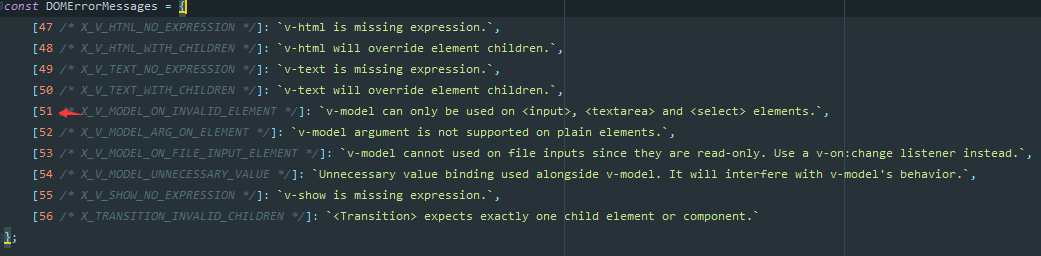 const DOMErrorMessages = {
[47 /* X_V_HTML_NO_EXPRESSION */]: `v-html is missing expression.`,
[48 /* X_V_HTML_WITH_CHILDREN */]: `v-html will override element children.`,
[49 /* X_V_TEXT_NO_EXPRESSION */]: `v-text is missing expression.`,
[50 /* X_V_TEXT_WITH_CHILDREN */]: `v-text will override element children.`,
[51 /* X_V_MODEL_ON_INVALID_ELEMENT */]: `v-model can only be used on <input>, <textarea> and <select> elements.`,
[52 /* X_V_MODEL_ARG_ON_ELEMENT */]: `v-model argument is not supported on plain elements.`,
[53 /* X_V_MODEL_ON_FILE_INPUT_ELEMENT */]: `v-model cannot used on file inputs since they are read-only. Use a v-on:change listener instead.`,
[54 /* X_V_MODEL_UNNECESSARY_VALUE */]: `Unnecessary value binding used alongside v-model. It will interfere with v-model's behavior.`,
[55 /* X_V_SHOW_NO_EXPRESSION */]: `v-show is missing expression.`,
[56 /* X_TRANSITION_INVALID_CHILDREN */]: `<Transition> expects exactly one child element or component.`
};